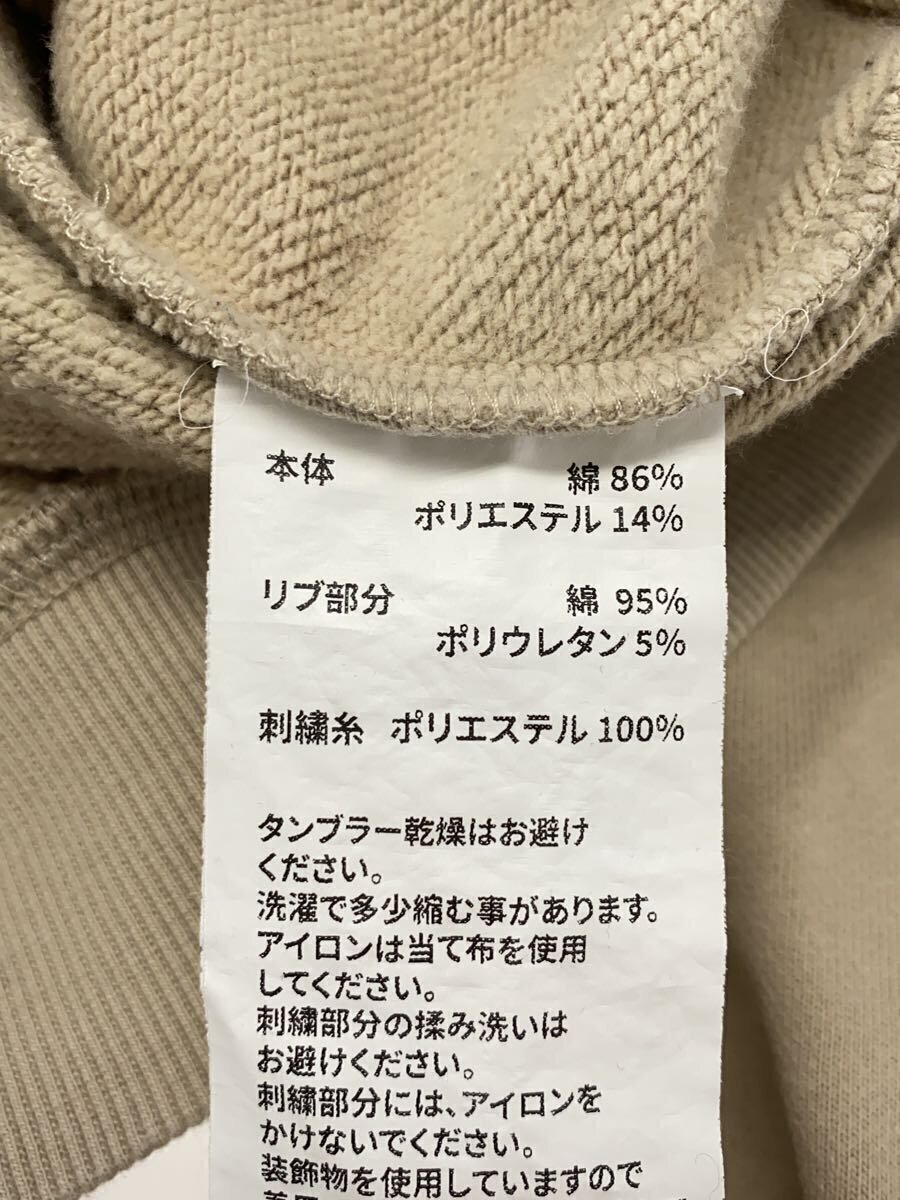 本体 綿 86%
ポリエステル 14%
リブ部分 綿 95%
ポリウレタン 5%
刺繍糸 ポリエステル 100%
タンブラー乾燥はお避け
ください。
洗濯で多少縮む事があります。
アイロンは当て布を使用
してください。
刺繍部分の揉み洗いは
お避けください。
刺繍部分には、アイロンを
かけないでください。
装飾物を使用していますので